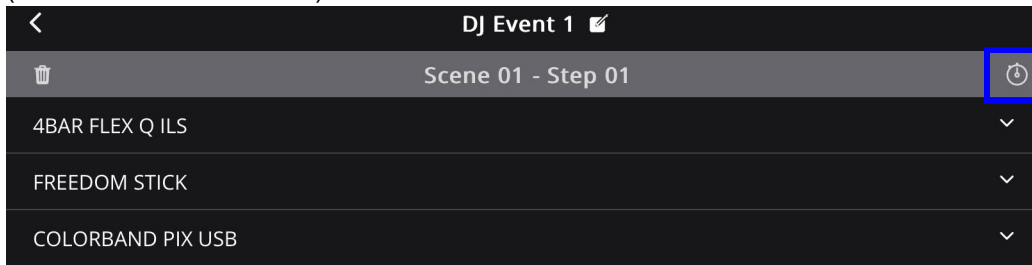 DJ Event 1
Scene 01 - Step 01
4BAR FLEX Q ILS
FREEDOM STICK
COLORBAND PIX USB